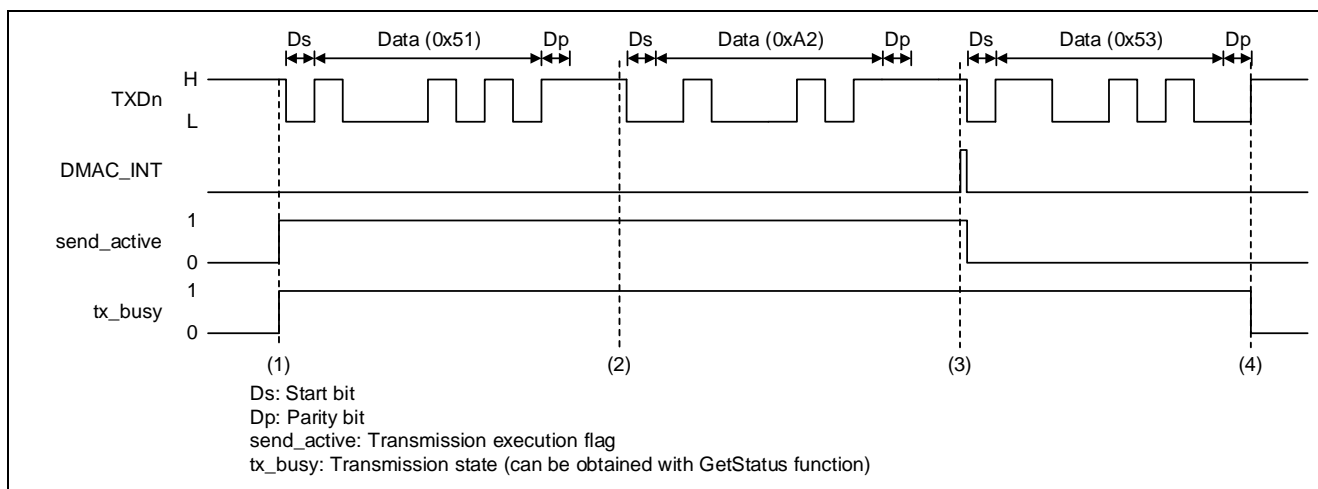 Ds Data (0x51) Dp Ds Data (0xA2) Dp Ds Data (0x53) Dp
H
TXDn
L
DMAC_INT
1
send_active
0
1
tx_busy
0
(1) (2) (3) (4)
Ds: Start bit
Dp: Parity bit
send_active: Transmission execution flag
tx_busy: Transmission state (can be obtained with GetStatus function)